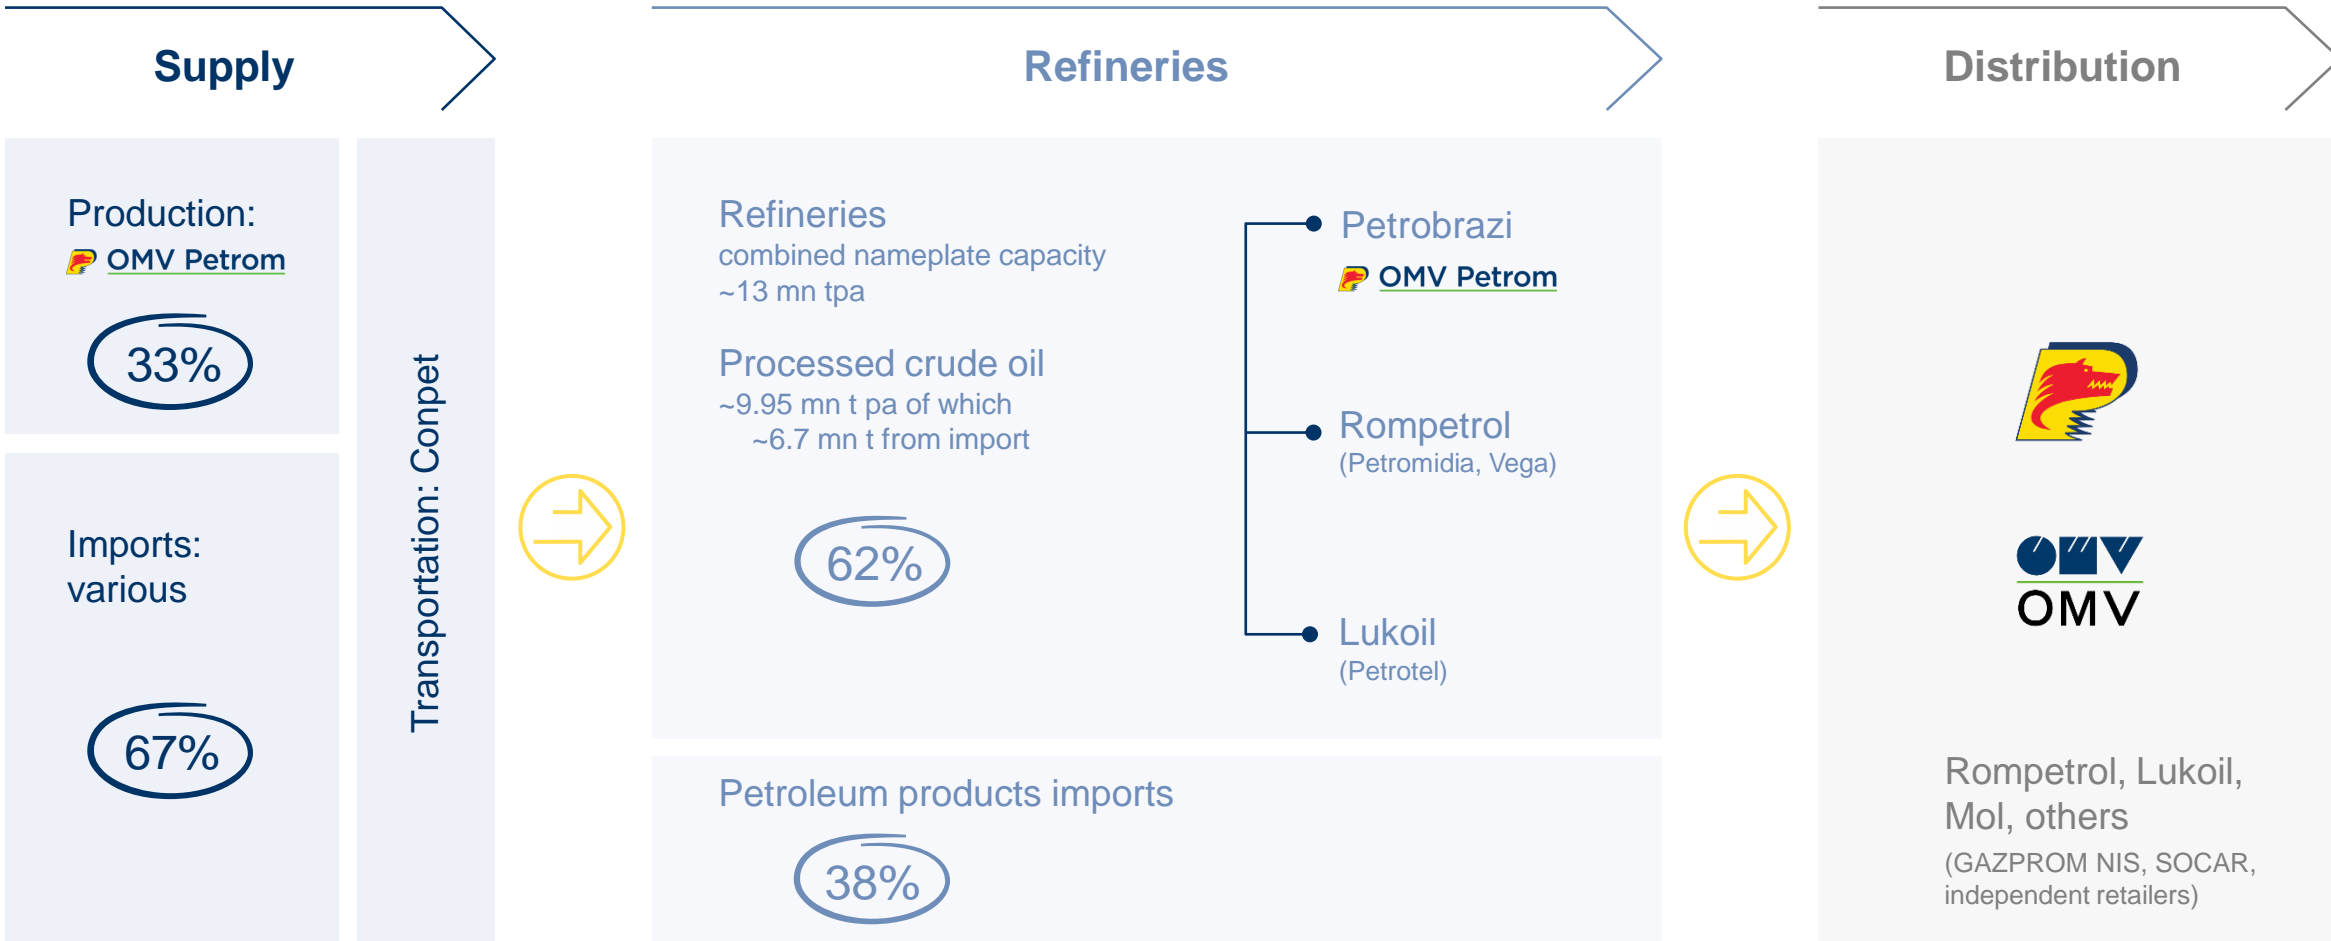 Supply
Refineries
Distribution
Production:
OMV Petrom
33%
Imports:
various
67%
Transportation: Conpet
Refineries
combined nameplate capacity
~13 mn tpa
Processed crude oil
~9.95 mn t pa of which
~6.7 mn t from import
62%
Petrobrazi
OMV Petrom
Rompetrol
(Petromidia, Vega)
Lukoil
(Petrotel)
Petroleum products imports
38%
OMV
OMV
Rompetrol, Lukoil,
Mol, others
(GAZPROM NIS, SOCAR,
independent retailers)